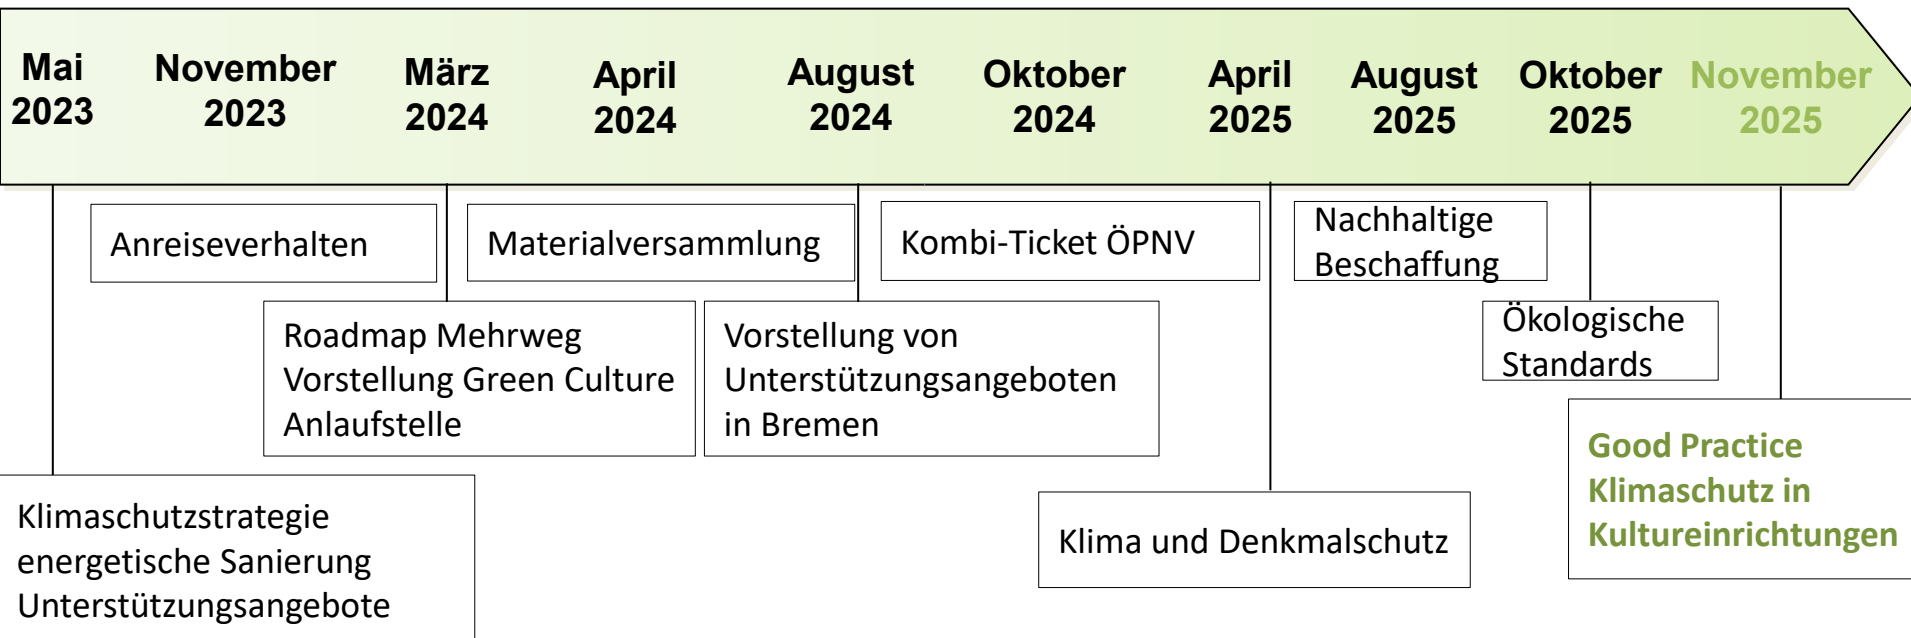 Mai
2023
November
2023
März
2024
April
2024
August
2024
Oktober
2024
April
2025
August
2025
Oktober
2025
November
2025
Anreiseverhalten
Materialversammlung
Kombi-Ticket ÖPNV
Nachhaltige
Beschaffung
Roadmap Mehrweg
Vorstellung Green Culture
Anlaufstelle
Vorstellung von
Unterstützungsangeboten
in Bremen
Ökologische
Standards
Klimaschutzstrategie
energetische Sanierung
Unterstützungsangebote
Klima und Denkmalschutz
Good Practice
Klimaschutz in
Kultureinrichtungen